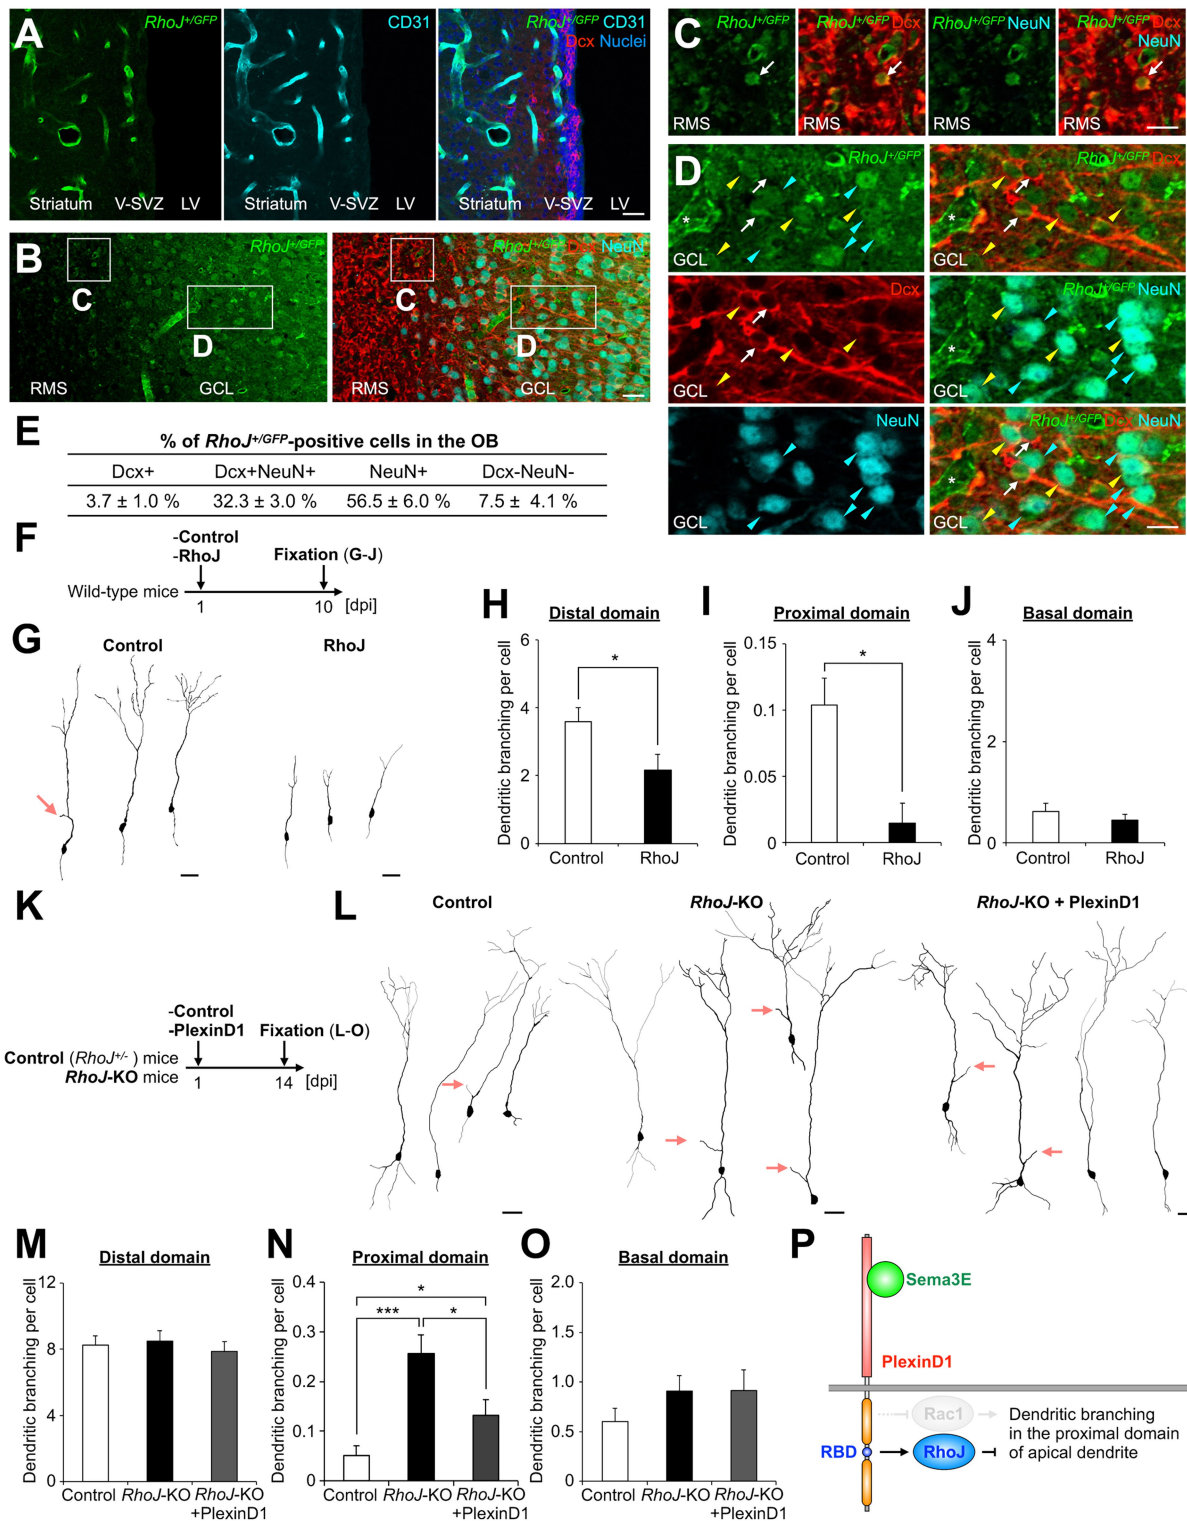 A
RhoJ+/GFP
CD31
RhoJ+/GFP CD31
Dcx Nuclei
Striatum V-SVZ LV
Striatum V-SVZ LV
Striatum V-SVZ LV
B
RhoJ+/GFP
RhoJ+/GFP Dcx NeuN
C
D
C
D
RMS GCL
RMS GCL
C
RhoJ+/GFP
RhoJ+/GFP Dcx
RhoJ+/GFP NeuN
RhoJ+/GFP Dcx
NeuN
RMS
RMS
RMS
RMS
D
RhoJ+/GFP
RhoJ+/GFP Dcx
*
*
GCL
GCL
Dcx
RhoJ+/GFP
NeuN
*
GCL
GCL
NeuN
RhoJ+/GFP Dcx NeuN
*
GCL
GCL
E
% of RhoJ+/GFP-positive cells in the OB
Dcx+ Dcx+NeuN+ NeuN+ Dcx-NeuN-
3.7 ± 1.0 % 32.3 ± 3.0 % 56.5 ± 6.0 % 7.5 ± 4.1 %
F
-Control
-RhoJ
Fixation (G-J)
Wild-type mice
1 10 [dpi]
G
Control
RhoJ
H
Distal domain
Dendritic branching per cell
6
4
2
0
*
Control RhoJ
I
Proximal domain
Dendritic branching per cell
0.15
0.1
0.05
0
*
Control RhoJ
J
Basal domain
Dendritic branching per cell
4
2
0
Control RhoJ
K
-Control
-PlexinD1
Fixation (L-O)
Control (RhoJ+/- ) mice
RhoJ-KO mice
1 14 [dpi]
L
Control
RhoJ-KO
RhoJ-KO + PlexinD1
M
Distal domain
Dendritic branching per cell
12
8
4
0
Control RhoJ-KO RhoJ-KO
+PlexinD1
N
Proximal domain
Dendritic branching per cell
0.4
0.3
0.2
0.1
0
*
***
*
Control RhoJ-KO RhoJ-KO
+PlexinD1
O
Basal domain
Dendritic branching per cell
2.0
1.5
1.0
0.5
0
Control RhoJ-KO RhoJ-KO
+PlexinD1
P
Sema3E
PlexinD1
Rac1
RBD
RhoJ
Dendritic branching
in the proximal domain
of apical dendrite